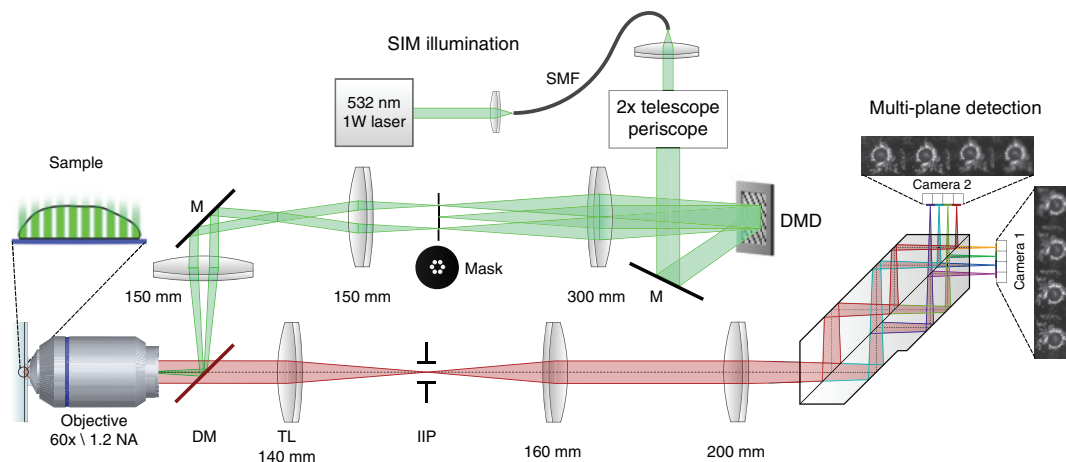 SIM illumination
SMF
532 nm
1W laser
2x telescope
periscope
Multi-plane detection
Sample
Camera 2
M
DMD
Camera 1
Mask
150 mm
150 mm
300 mm
M
Objective
60x \ 1.2 NA
DM
TL
140 mm
IIP
160 mm
200 mm